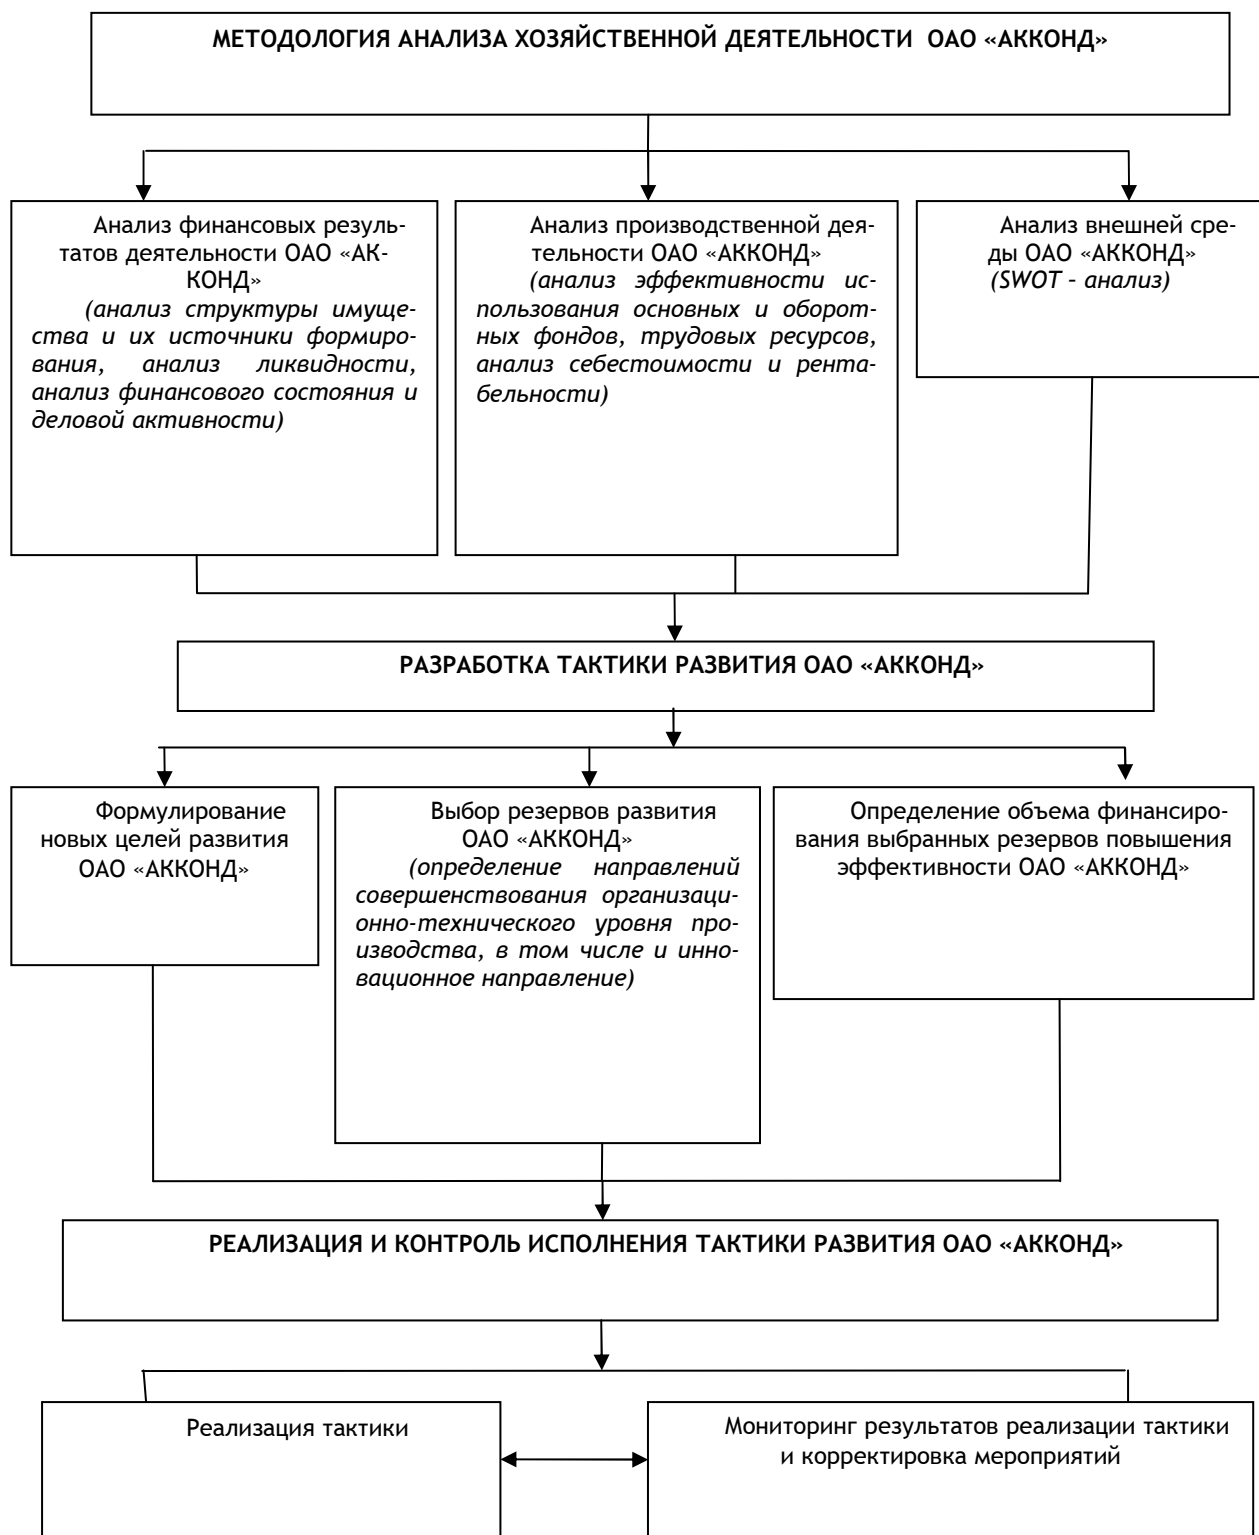 МЕТОДОЛОГИЯ АНАЛИЗА ХОЗЯЙСТВЕННОЙ ДЕЯТЕЛЬНОСТИ ОАО «АККОНД»
Анализ финансовых резуль-
татов деятельности ОАО «АК-
КОНД»
(анализ структуры имуще-
ства и их источники формиро-
вания, анализ ликвидности,
анализ финансового состояния и
деловой активности)
Анализ производственной дея-
тельности ОАО «АККОНД»
(анализ эффективности ис-
пользования основных и оборот-
ных фондов, трудовых ресурсов,
анализ себестоимости и рента-
бельности)
Анализ внешней сре-
ды ОАО «АККОНД»
(SWOT – анализ)
РАЗРАБОТКА ТАКТИКИ РАЗВИТИЯ ОАО «АККОНД»
Формулирование
новых целей развития
ОАО «АККОНД»
Выбор резервов развития
ОАО «АККОНД»
(определение направлений
совершенствования организаци-
онно-технического уровня про-
изводства, в том числе и инно-
вационное направление)
Определение объема финансиро-
вания выбранных резервов повышения
эффективности ОАО «АККОНД»
РЕАЛИЗАЦИЯ И КОНТРОЛЬ ИСПОЛНЕНИЯ ТАКТИКИ РАЗВИТИЯ ОАО «АККОНД»
Реализация тактики
Мониторинг результатов реализации тактики
и корректировка мероприятий